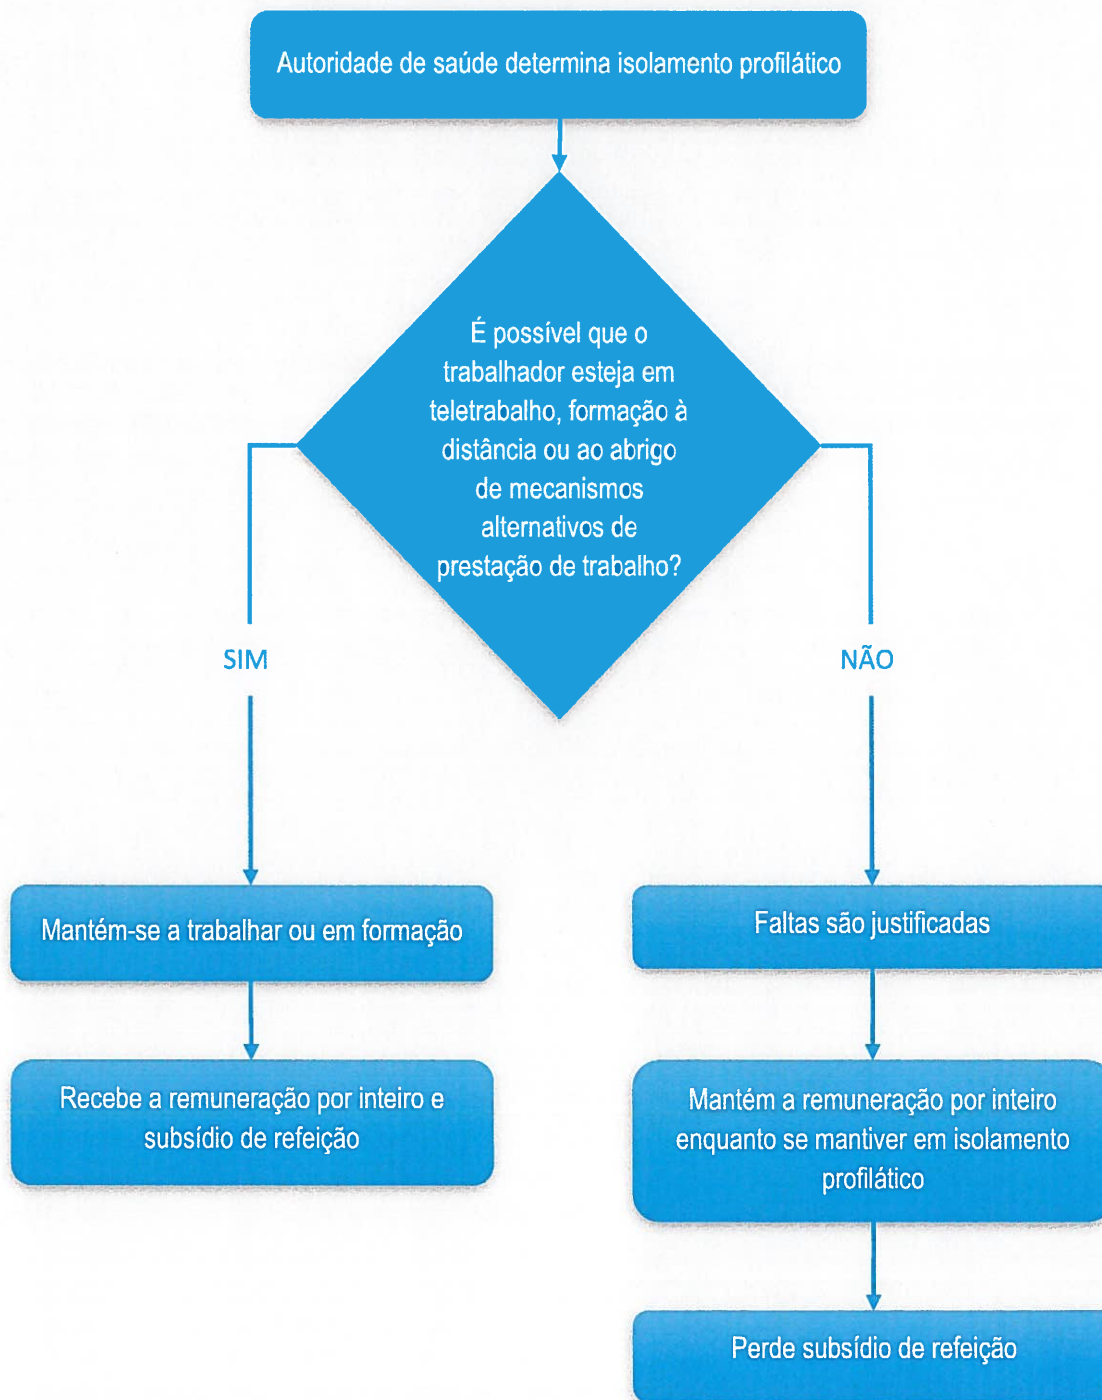 Autoridade de saúde determina isolamento profilático
É possível que o
trabalhador esteja em
teletrabalho, formação à
distância ou ao abrigo
de mecanismos
alternativos de
prestação de trabalho?
SIM
NÃO
Mantém-se a trabalhar ou em formação
Faltas são justificadas
Recebe a remuneração por inteiro e
subsídio de refeição
Mantém a remuneração por inteiro
enquanto se mantiver em isolamento
profilático
Perde subsídio de refeição